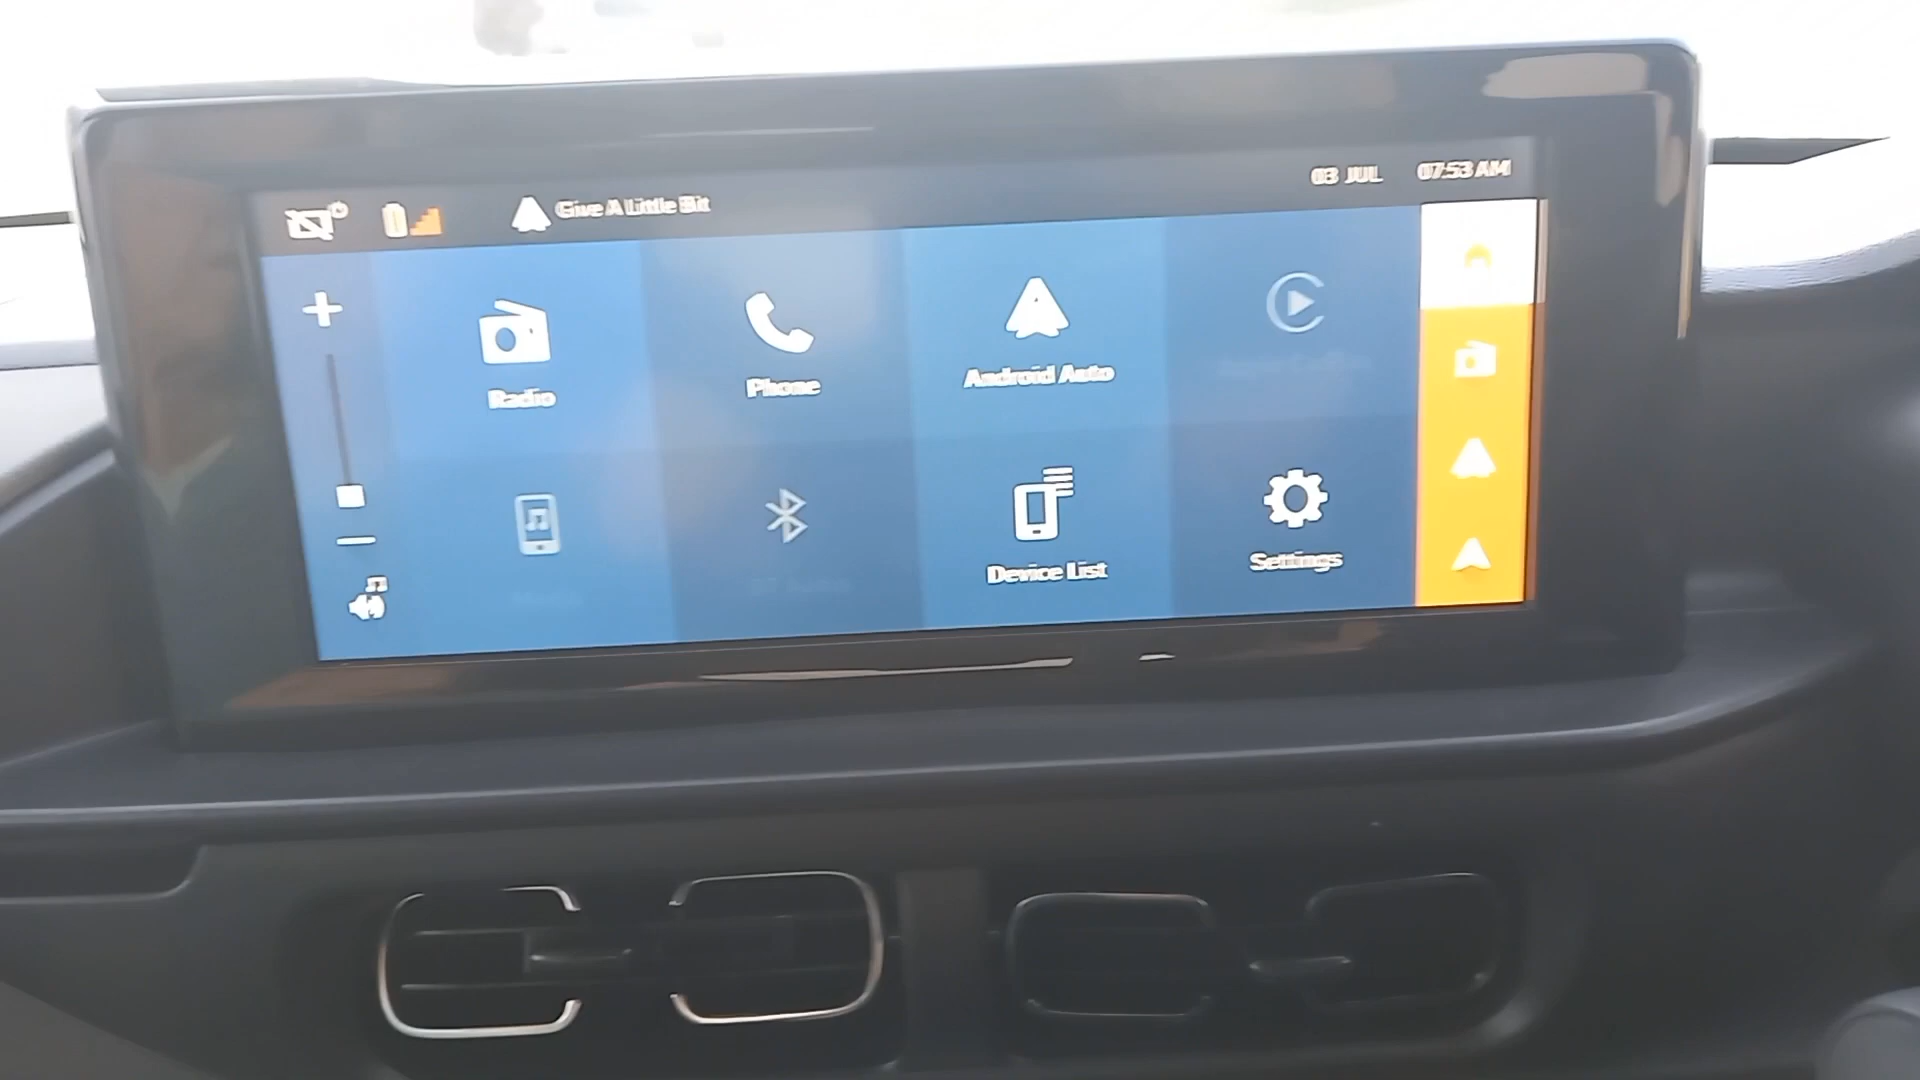 Give A Little Bit
03 JUL 07:53 AM
Radio
Phone
Android Auto
Device List
Settings